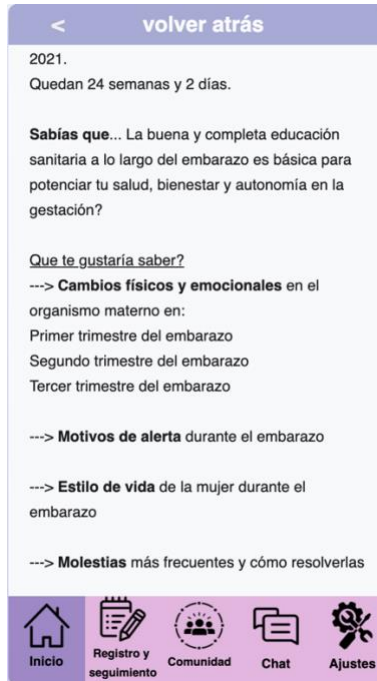 < volver atrás
2021.
Quedan 24 semanas y 2 días.
Sabías que... La buena y completa educación
sanitaria a lo largo del embarazo es básica para
potenciar tu salud, bienestar y autonomía en la
gestación?
Que te gustaría saber?
---> Cambios físicos y emocionales en el
organismo materno en:
Primer trimestre del embarazo
Segundo trimestre del embarazo
Tercer trimestre del embarazo
---> Motivos de alerta durante el embarazo
---> Estilo de vida de la mujer durante el
embarazo
---> Molestias más frecuentes y cómo resolverlas
Inicio
Registro y
seguimiento
Comunidad
Chat
Ajustes